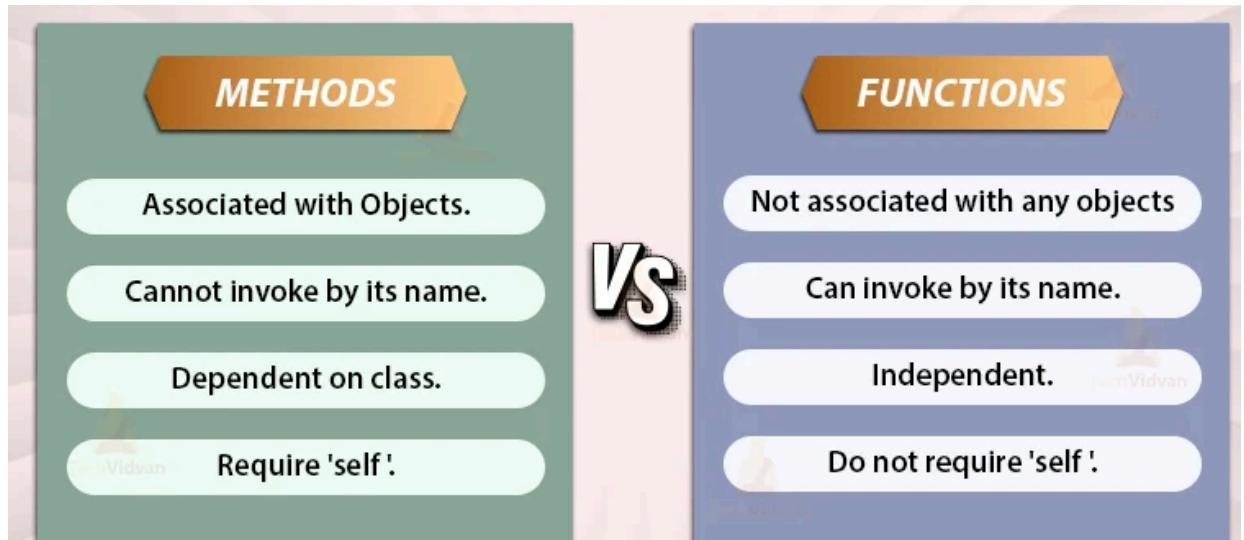 METHODS
Associated with Objects.
Cannot invoke by its name.
Dependent on class.
Require 'self '.
VS
FUNCTIONS
Not associated with any objects
Can invoke by its name.
Independent.
Do not require 'self '.
TechVidvan